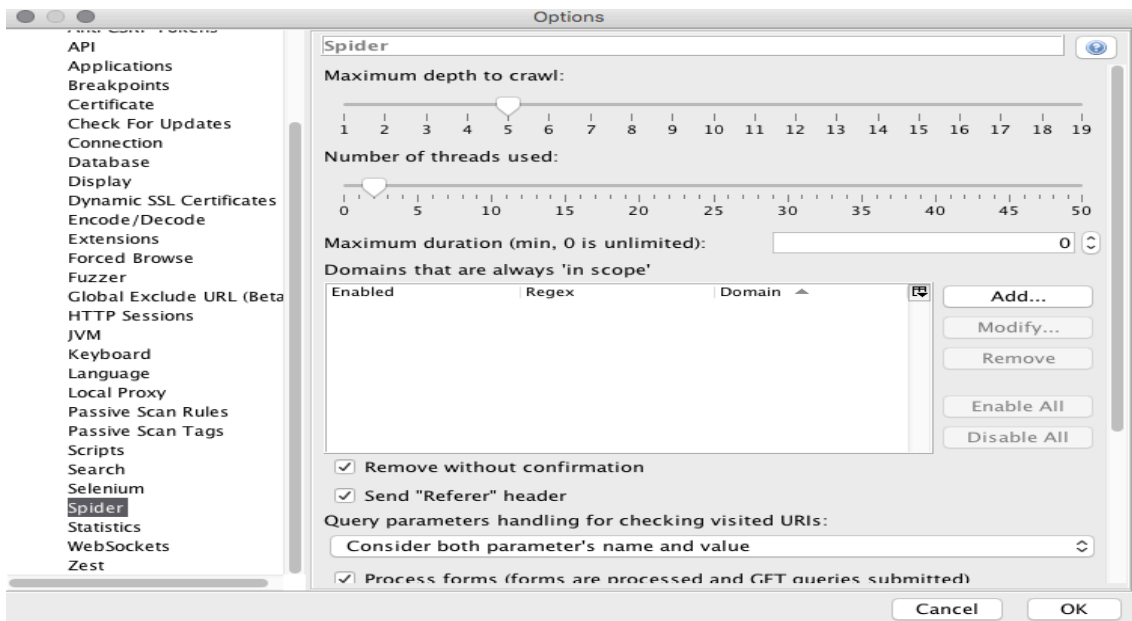 Options
Anti CSRF Tokens
API
Applications
Breakpoints
Certificate
Check For Updates
Connection
Database
Display
Dynamic SSL Certificates
Encode/Decode
Extensions
Forced Browse
Fuzzer
Global Exclude URL (Beta
HTTP Sessions
JVM
Keyboard
Language
Local Proxy
Passive Scan Rules
Passive Scan Tags
Scripts
Search
Selenium
Spider
Statistics
WebSockets
Zest
Spider
Maximum depth to crawl:
1 2 3 4 5 6 7 8 9 10 11 12 13 14 15 16 17 18 19
Number of threads used:
0 5 10 15 20 25 30 35 40 45 50
Maximum duration (min, 0 is unlimited): 0
Domains that are always 'in scope'
Enabled Regex Domain
Add...
Modify...
Remove
Enable All
Disable All
Remove without confirmation
Send "Referer" header
Query parameters handling for checking visited URIs:
Consider both parameter's name and value
Process forms (forms are processed and GET queries submitted)
Cancel OK